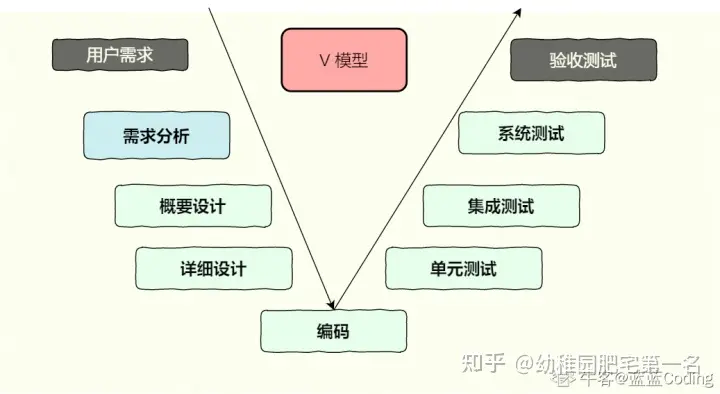 用户需求
V 模型
验收测试
需求分析
系统测试
概要设计
集成测试
详细设计
单元测试
编码
知乎 @幼稚园肥宅第一名
牛客@蓝蓝Coding